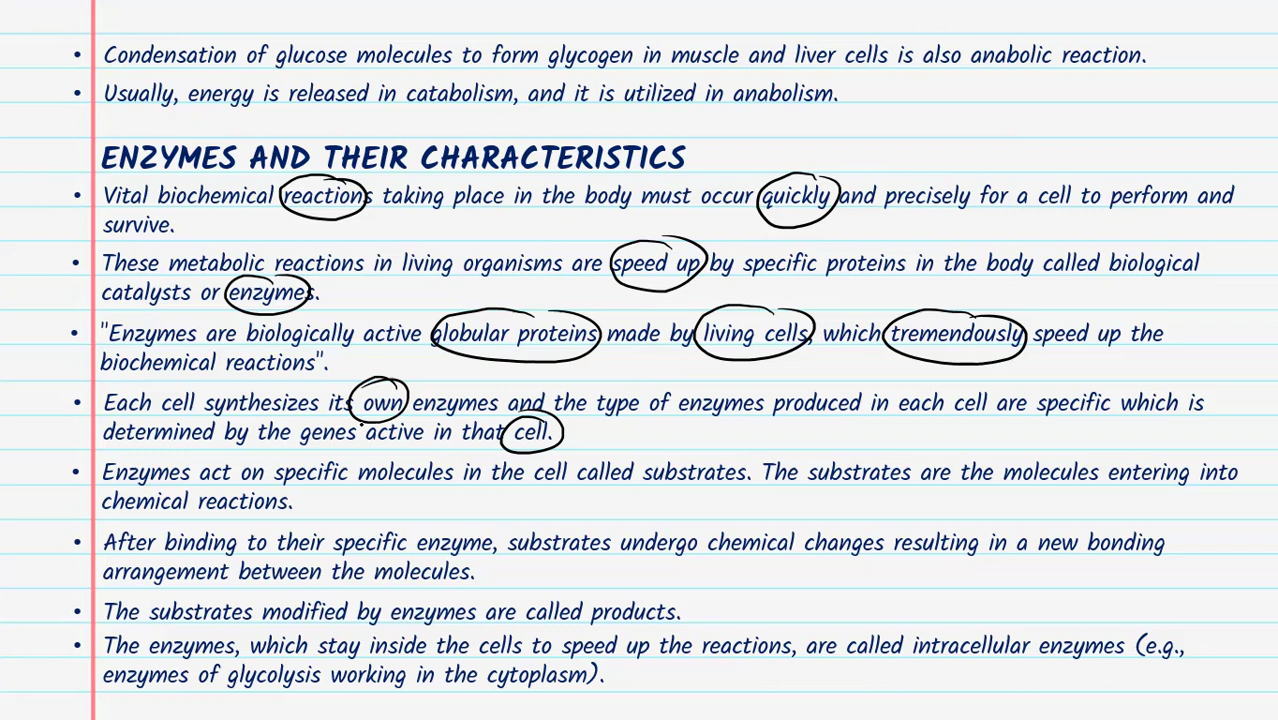 • Condensation of glucose molecules to form glycogen in muscle and liver cells is also anabolic reaction.
• Usually, energy is released in catabolism, and it is utilized in anabolism.
ENZYMES AND THEIR CHARACTERISTICS
• Vital biochemical reactions taking place in the body must occur quickly and precisely for a cell to perform and
survive.
• These metabolic reactions in living organisms are speed up by specific proteins in the body called biological
catalysts or enzymes.
• "Enzymes are biologically active globular proteins made by living cells, which tremendously speed up the
biochemical reactions".
• Each cell synthesizes its own enzymes and the type of enzymes produced in each cell are specific which is
determined by the genes active in that cell.
• Enzymes act on specific molecules in the cell called substrates. The substrates are the molecules entering into
chemical reactions.
• After binding to their specific enzyme, substrates undergo chemical changes resulting in a new bonding
arrangement between the molecules.
• The substrates modified by enzymes are called products.
• The enzymes, which stay inside the cells to speed up the reactions, are called intracellular enzymes (e.g.,
enzymes of glycolysis working in the cytoplasm).